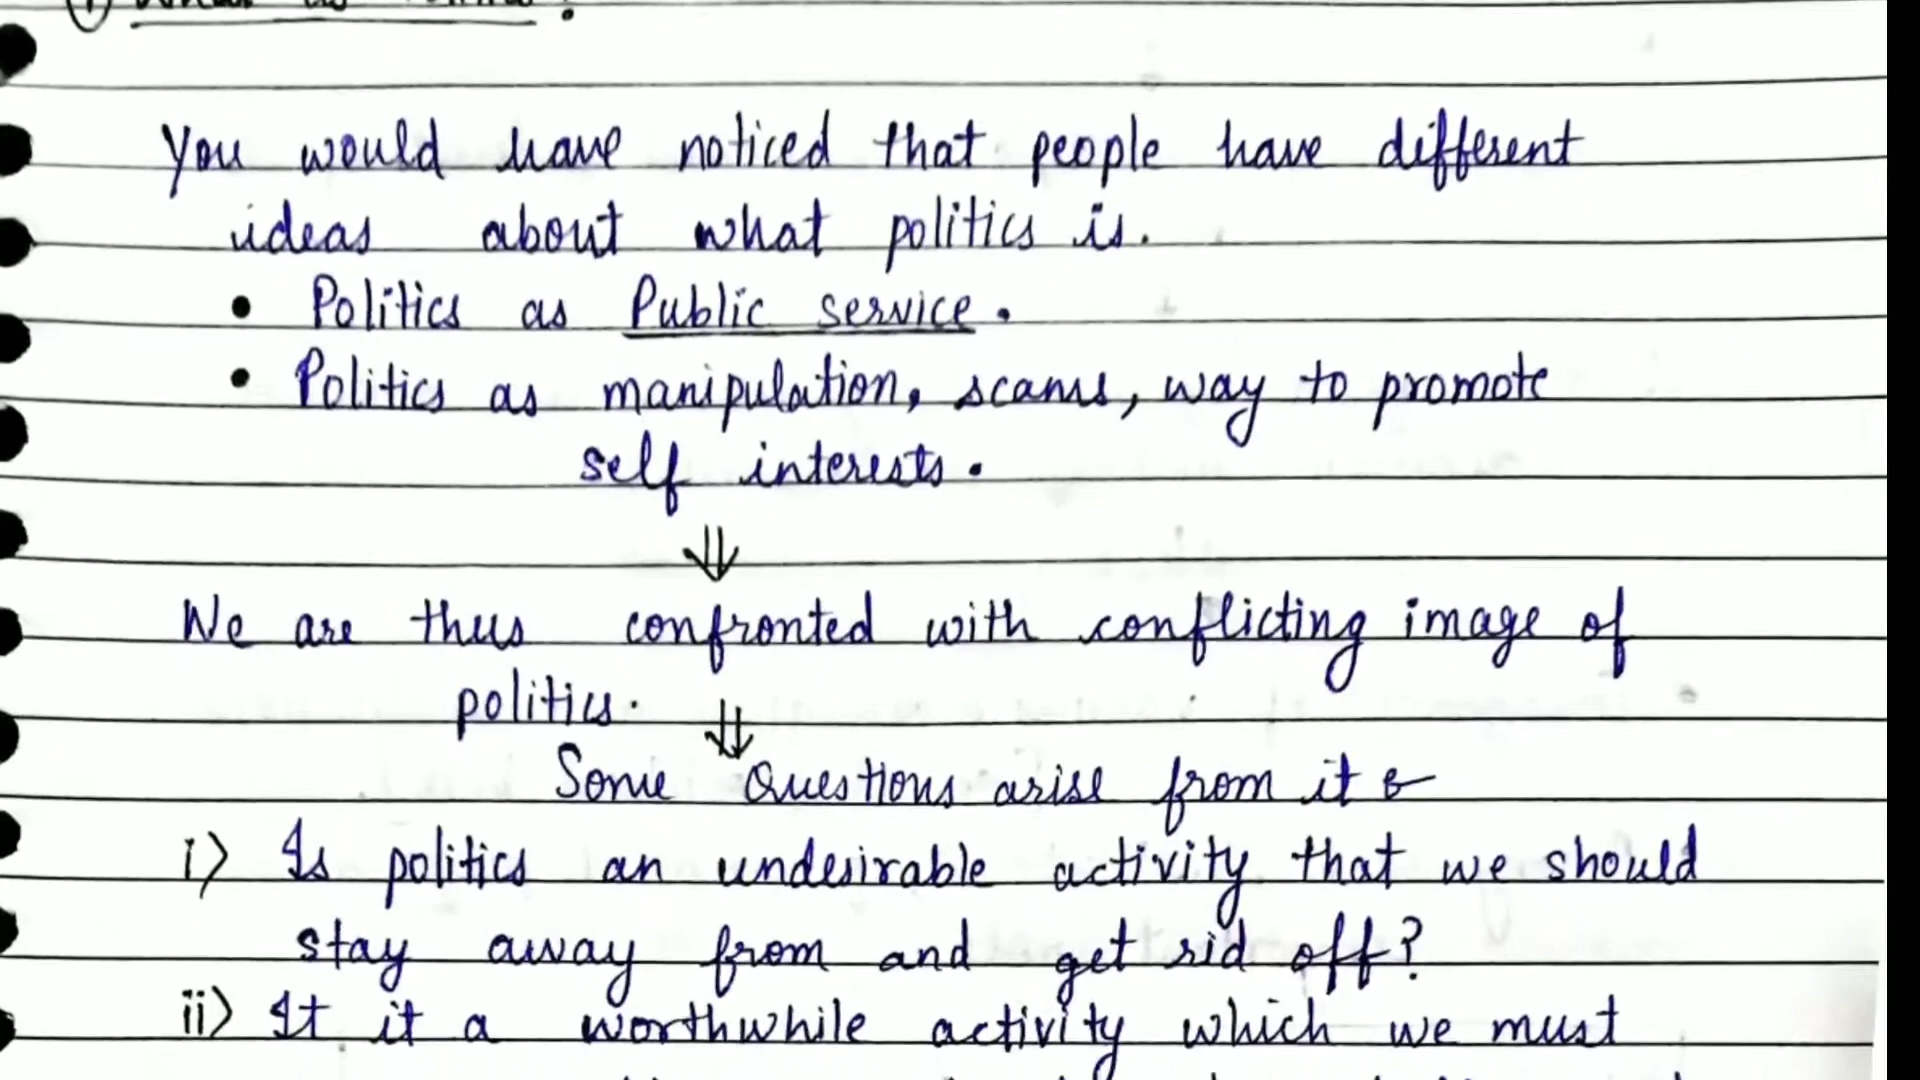 You would have noticed that people have different
ideas about what politics is.
• Politics as Public service.
• Politics as manipulation, scams, way to promote
self interests.
⇓
We are thus confronted with conflicting image of
politics.
⇓
Some Questions arise from it :-
i) Is politics an undesirable activity that we should
stay away from and get rid off?
ii) It it a worthwhile activity which we must